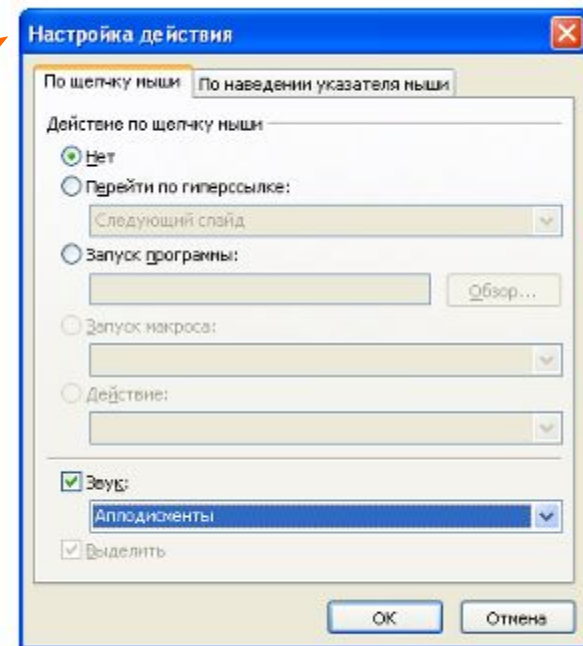 Настройка действия
По щелчку мыши По наведении указателя мыши
Действие по щелчку мыши
Нет
Перейти по гиперссылке:
Следующий слайд
Запуск программы:
Обзор...
Запуск макроса:
Действие:
Звук:
Апплодисменты
Выделить
ОК Отмена